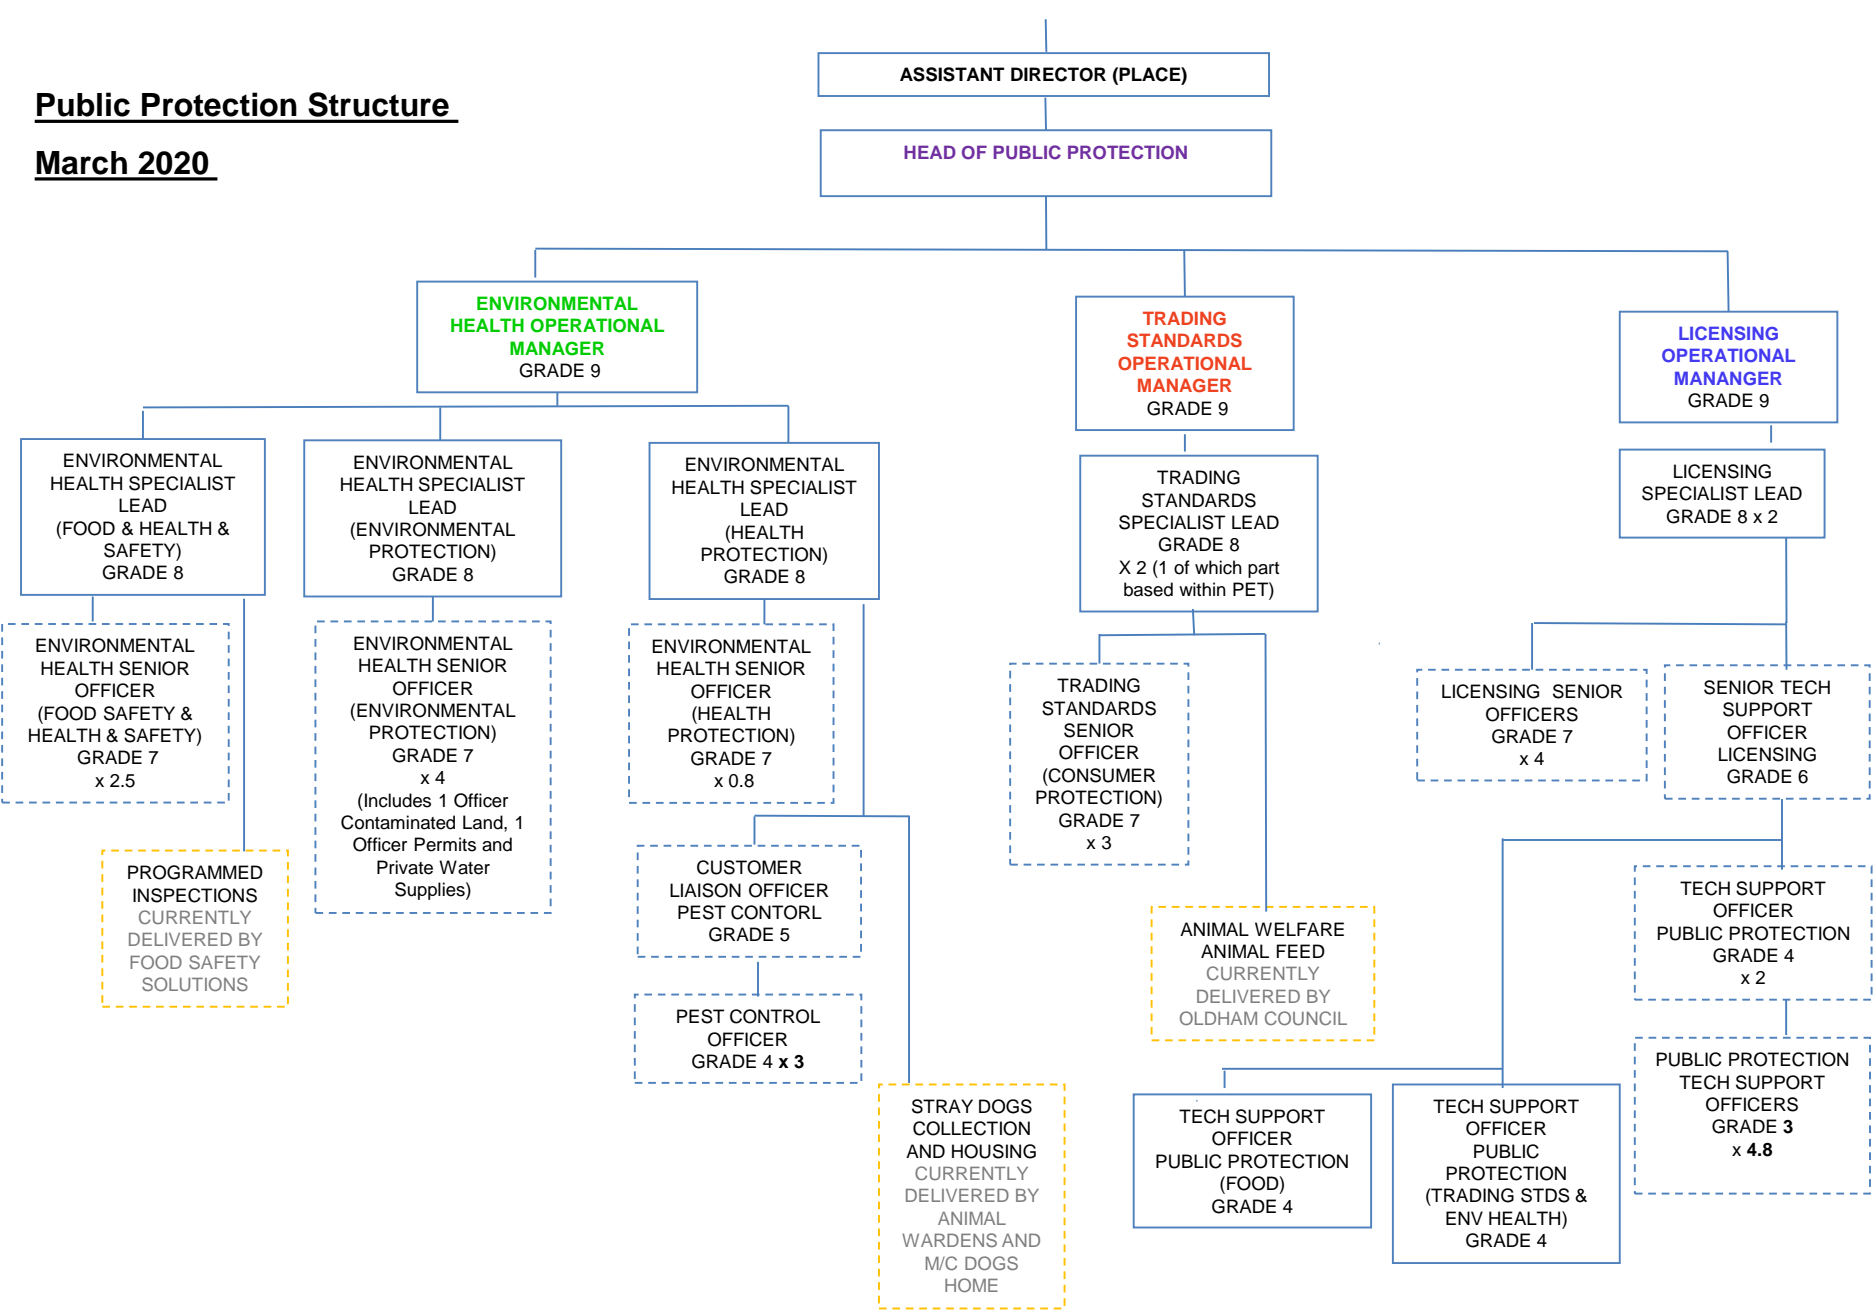 Public Protection Structure
March 2020
ASSISTANT DIRECTOR (PLACE)
HEAD OF PUBLIC PROTECTION
ENVIRONMENTAL
HEALTH OPERATIONAL
MANAGER
GRADE 9
TRADING
STANDARDS
OPERATIONAL
MANAGER
GRADE 9
LICENSING
OPERATIONAL
MANANGER
GRADE 9
ENVIRONMENTAL
HEALTH SPECIALIST
LEAD
(FOOD & HEALTH &
SAFETY)
GRADE 8
ENVIRONMENTAL
HEALTH SPECIALIST
LEAD
(ENVIRONMENTAL
PROTECTION)
GRADE 8
ENVIRONMENTAL
HEALTH SPECIALIST
LEAD
(HEALTH
PROTECTION)
GRADE 8
TRADING
STANDARDS
SPECIALIST LEAD
GRADE 8
X 2 (1 of which part
based within PET)
LICENSING
SPECIALIST LEAD
GRADE 8 x 2
ENVIRONMENTAL
HEALTH SENIOR
OFFICER
(FOOD SAFETY &
HEALTH & SAFETY)
GRADE 7
x 2.5
ENVIRONMENTAL
HEALTH SENIOR
OFFICER
(ENVIRONMENTAL
PROTECTION)
GRADE 7
x 4
(Includes 1 Officer
Contaminated Land, 1
Officer Permits and
Private Water
Supplies)
ENVIRONMENTAL
HEALTH SENIOR
OFFICER
(HEALTH
PROTECTION)
GRADE 7
x 0.8
TRADING
STANDARDS
SENIOR
OFFICER
(CONSUMER
PROTECTION)
GRADE 7
x 3
LICENSING SENIOR
OFFICERS
GRADE 7
x 4
SENIOR TECH
SUPPORT
OFFICER
LICENSING
GRADE 6
PROGRAMMED
INSPECTIONS
CURRENTLY
DELIVERED BY
FOOD SAFETY
SOLUTIONS
CUSTOMER
LIAISON OFFICER
PEST CONTORL
GRADE 5
ANIMAL WELFARE
ANIMAL FEED
CURRENTLY
DELIVERED BY
OLDHAM COUNCIL
TECH SUPPORT
OFFICER
PUBLIC PROTECTION
GRADE 4
x 2
PEST CONTROL
OFFICER
GRADE 4 x 3
PUBLIC PROTECTION
TECH SUPPORT
OFFICERS
GRADE 3
x 4.8
STRAY DOGS
COLLECTION
AND HOUSING
CURRENTLY
DELIVERED BY
ANIMAL
WARDENS AND
M/C DOGS
HOME
TECH SUPPORT
OFFICER
PUBLIC PROTECTION
(FOOD)
GRADE 4
TECH SUPPORT
OFFICER
PUBLIC
PROTECTION
(TRADING STDS &
ENV HEALTH)
GRADE 4